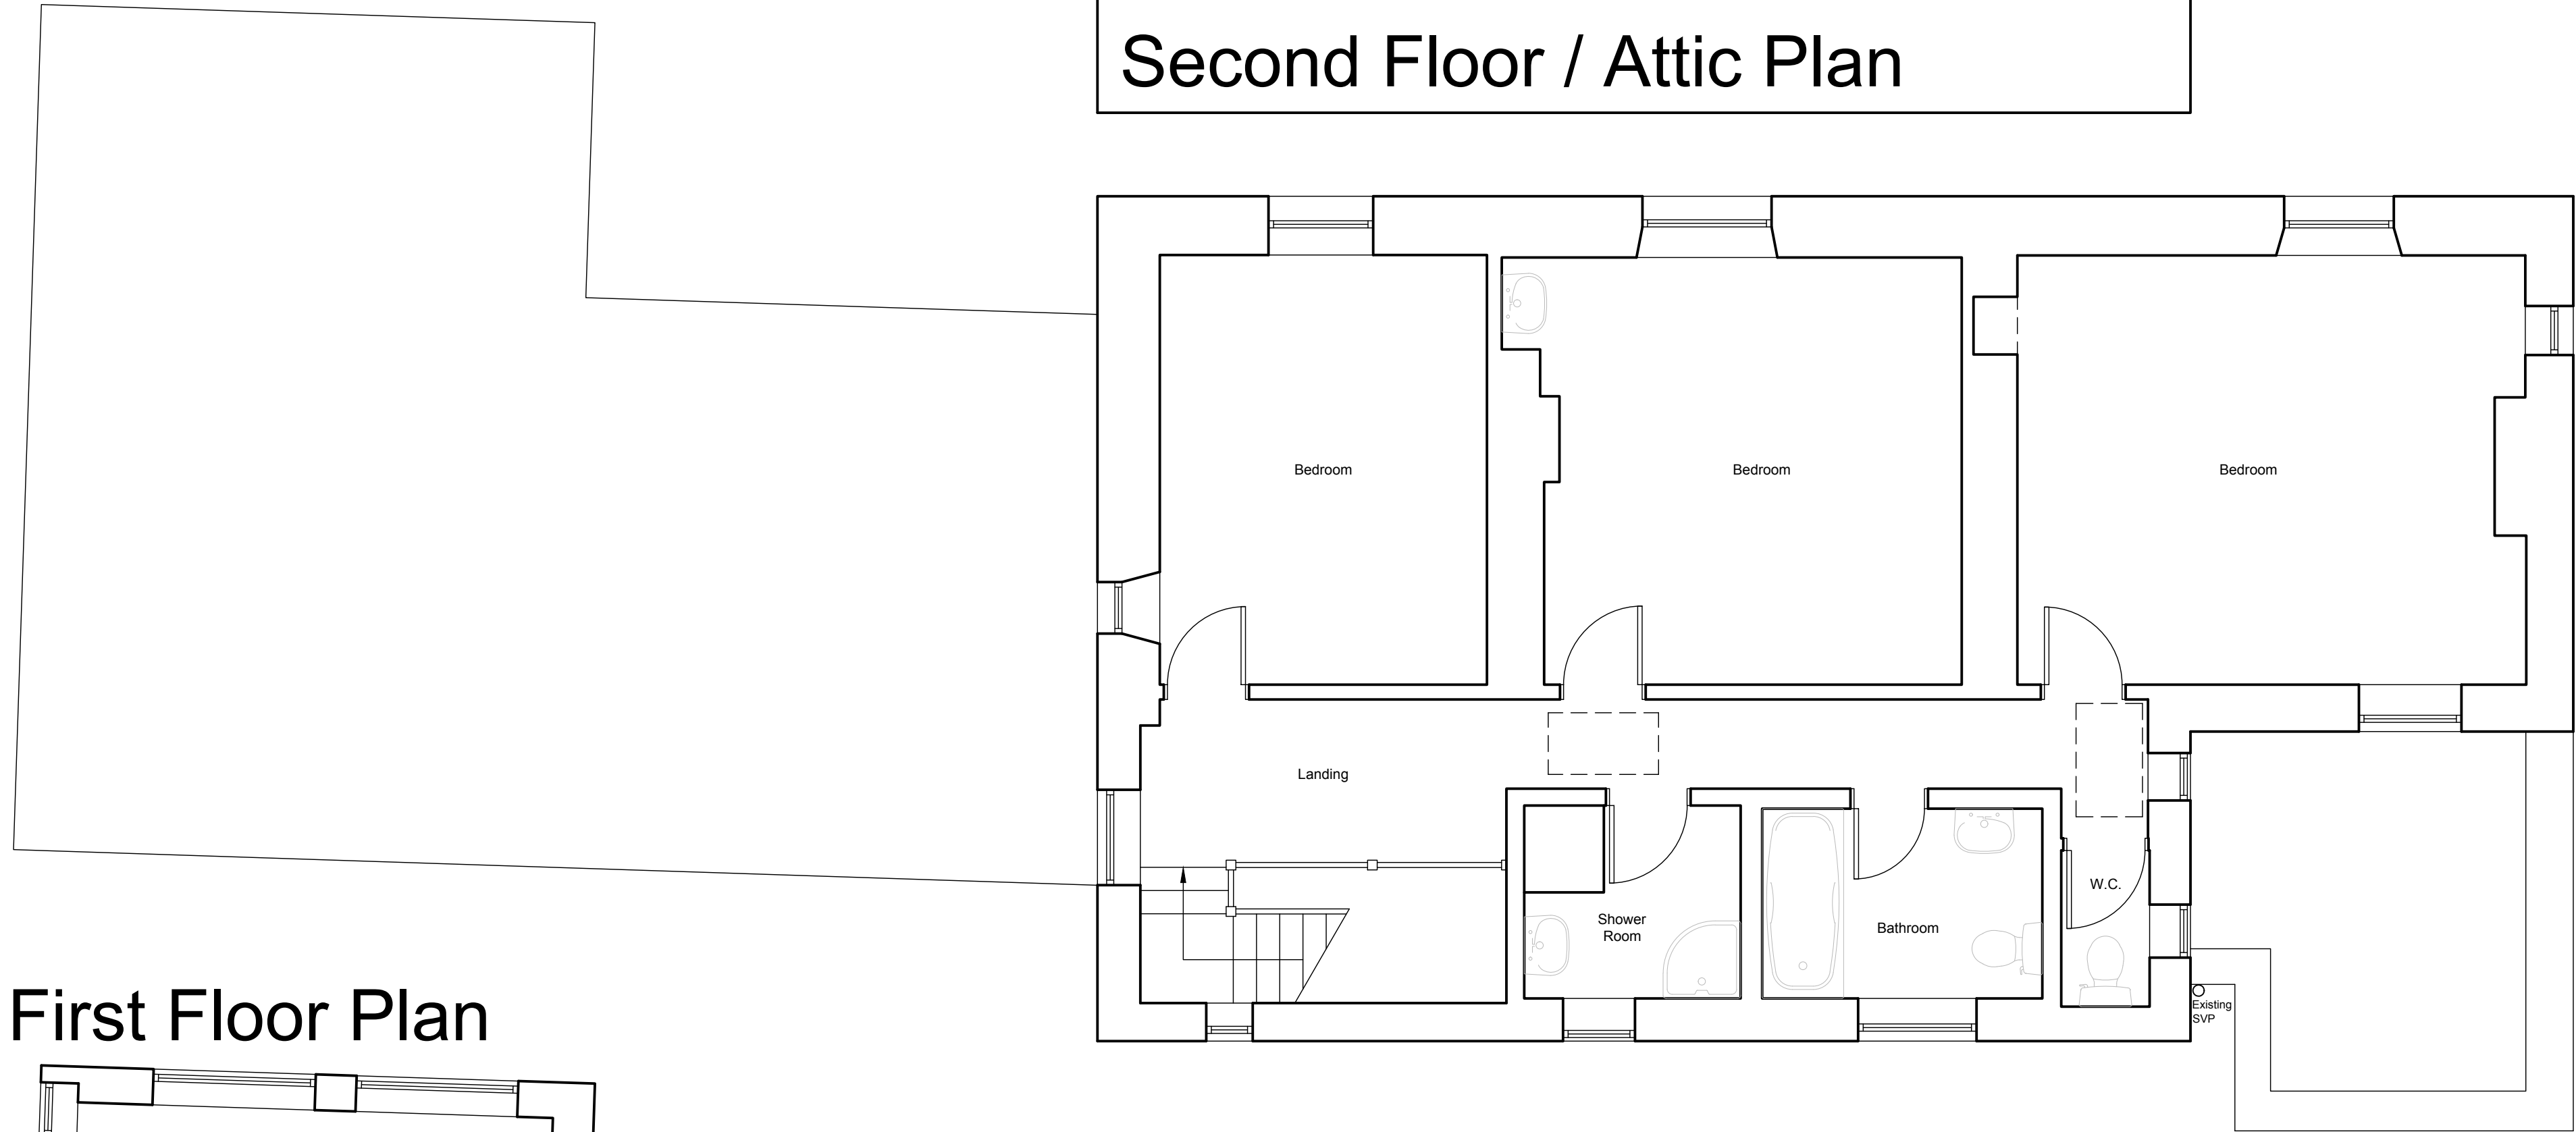 Second Floor / Attic Plan
Bedroom
Bedroom
Bedroom
Landing
Shower
Room
Bathroom
W.C.
Existing
SVP
First Floor Plan